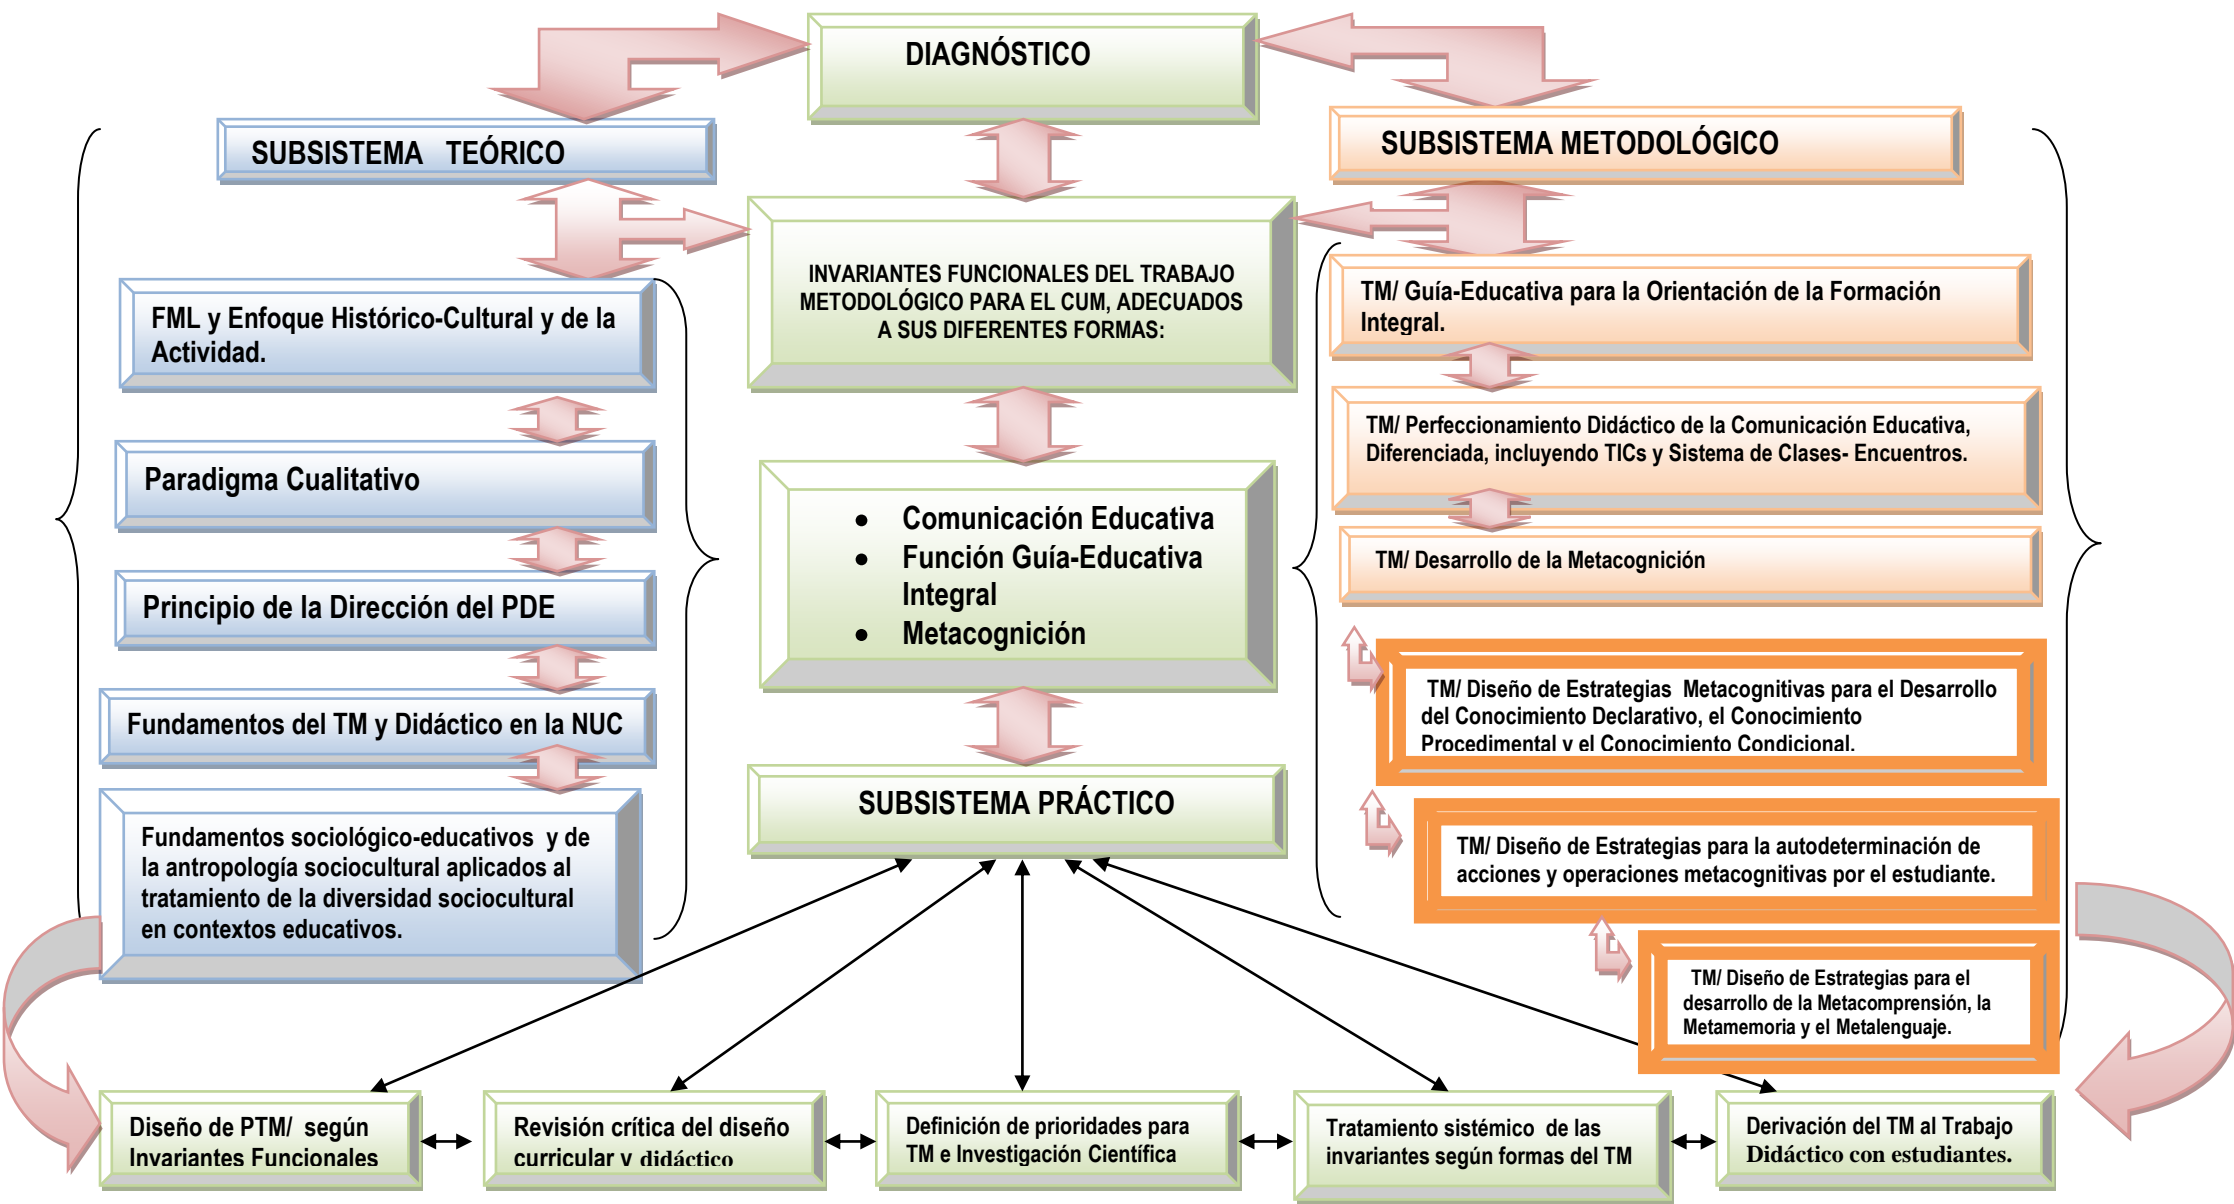 DIAGNÓSTICO
SUBSISTEMA TEÓRICO
SUBSISTEMA METODOLÓGICO
FML y Enfoque Histórico-Cultural y de la
Actividad.
Paradigma Cualitativo
Principio de la Dirección del PDE
Fundamentos del TM y Didáctico en la NUC
Fundamentos sociológico-educativos y de
la antropología sociocultural aplicados al
tratamiento de la diversidad sociocultural
en contextos educativos.
INVARIANTES FUNCIONALES DEL TRABAJO
METODOLÓGICO PARA EL CUM, ADECUADOS
A SUS DIFERENTES FORMAS:
• Comunicación Educativa
• Función Guía-Educativa
Integral
• Metacognición
SUBSISTEMA PRÁCTICO
TM/ Guía-Educativa para la Orientación de la Formación
Integral.
TM/ Perfeccionamiento Didáctico de la Comunicación Educativa,
Diferenciada, incluyendo TICs y Sistema de Clases- Encuentros.
TM/ Desarrollo de la Metacognición
TM/ Diseño de Estrategias Metacognitivas para el Desarrollo
del Conocimiento Declarativo, el Conocimiento
Procedimental y el Conocimiento Condicional.
TM/ Diseño de Estrategias para la autodeterminación de
acciones y operaciones metacognitivas por el estudiante.
TM/ Diseño de Estrategias para el
desarrollo de la Metacomprensión, la
Metamemoria y el Metalenguaje.
Diseño de PTM/ según
Invariantes Funcionales
Revisión crítica del diseño
curricular y didáctico
Definición de prioridades para
TM e Investigación Científica
Tratamiento sistémico de las
invariantes según formas del TM
Derivación del TM al Trabajo
Didáctico con estudiantes.